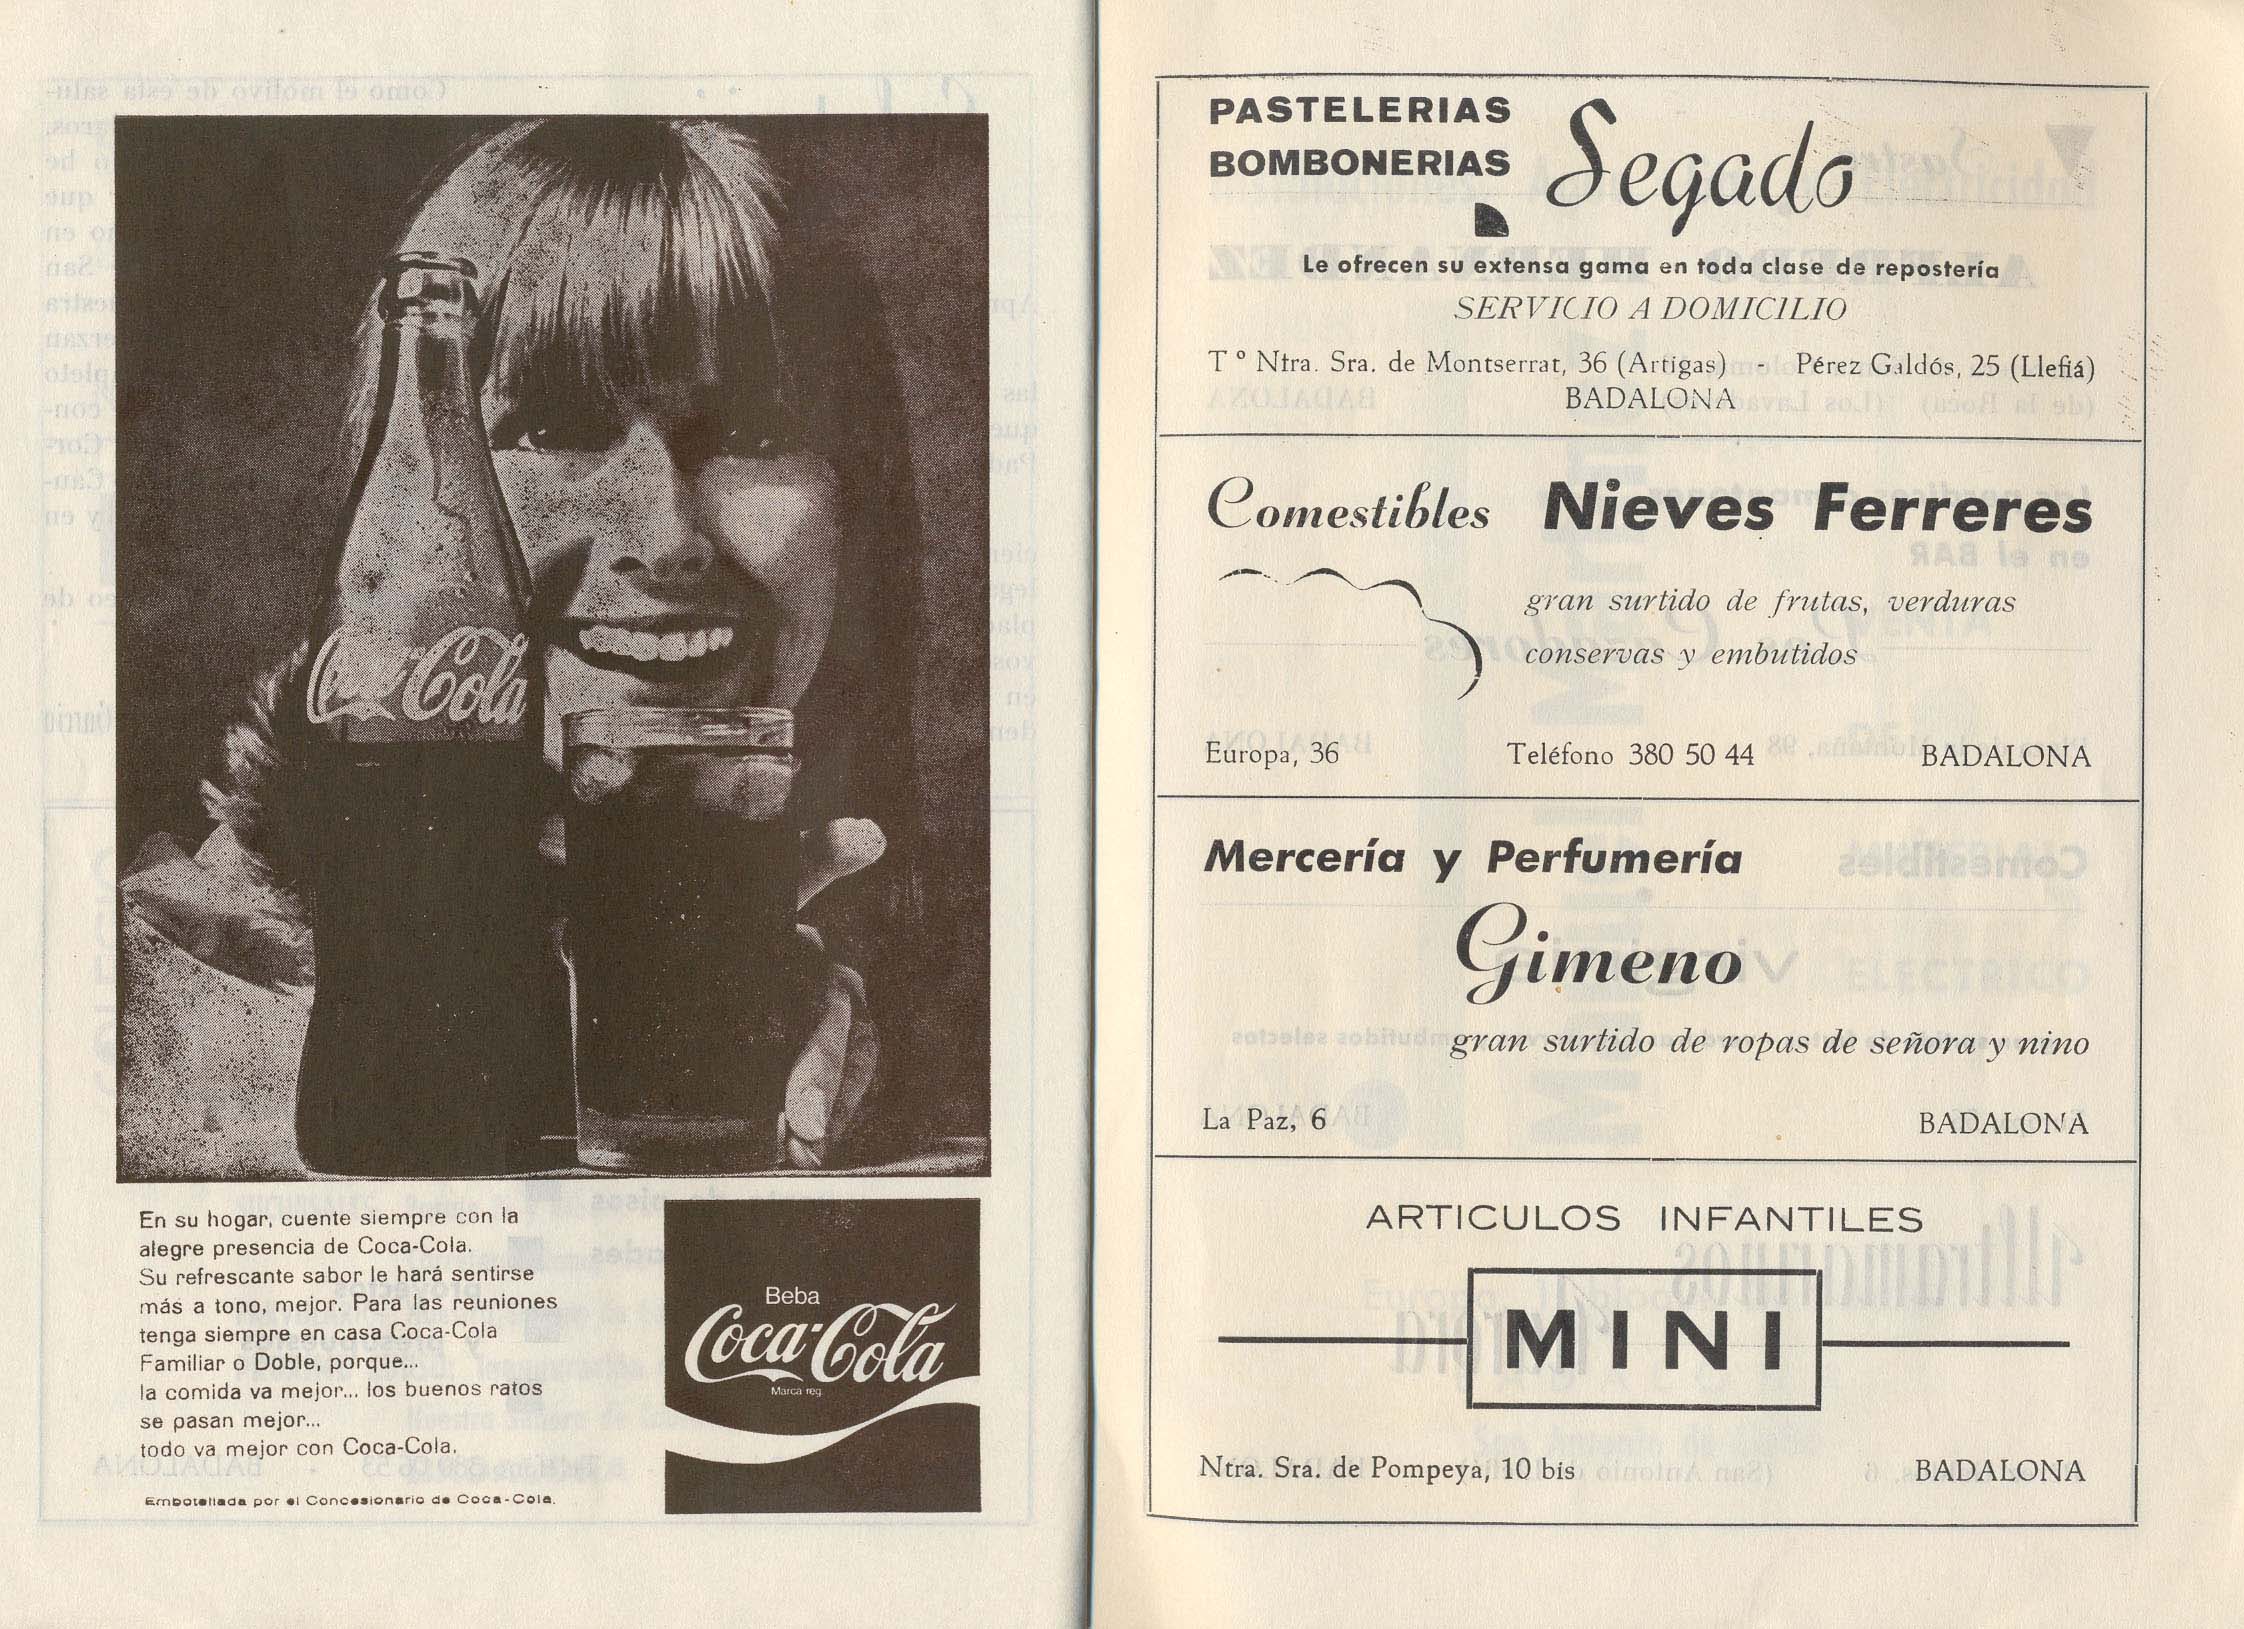 Coca-Cola
En su hogar, cuente siempre con la
alegre presencia de Coca-Cola.
Su refrescante sabor le hará sentirse
más a tono, mejor. Para las reuniones
tenga siempre en casa Coca-Cola
Familiar o Doble, porque...
la comida va mejor... los buenos ratos
se pasan mejor...
todo va mejor con Coca-Cola.
Embotellada por el Concesionario de Coca-Cola.
Beba
Coca-Cola
Marca reg.
PASTELERIAS
BOMBONERIAS
Segado
Le ofrecen su extensa gama en toda clase de repostería
SERVICIO A DOMICILIO
T º Ntra. Sra. de Montserrat, 36 (Artigas) - Pérez Galdós, 25 (Llefiá)
BADALONA
Comestibles Nieves Ferreres
gran surtido de frutas, verduras
conservas y embutidos
Europa, 36 Teléfono 380 50 44 BADALONA
Mercería y Perfumería
Gimeno
gran surtido de ropas de señora y nino
La Paz, 6 BADALONA
ARTICULOS INFANTILES
MINI
Ntra. Sra. de Pompeya, 10 bis BADALONA